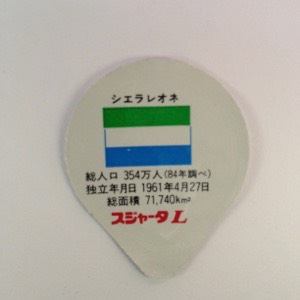 シエラレオネ
総人口 354万人(84年調べ)
独立年月日 1961年4月27日
総面積 71,740km²
スジャータL